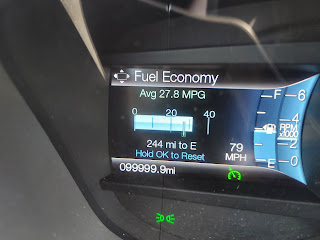 Fuel Economy
Avg 27.8 MPG
0 20 40
244 mi to E
Hold OK to Reset
79
MPH
099999.9mi
F
E
6
4
RPM
x1000
2
0